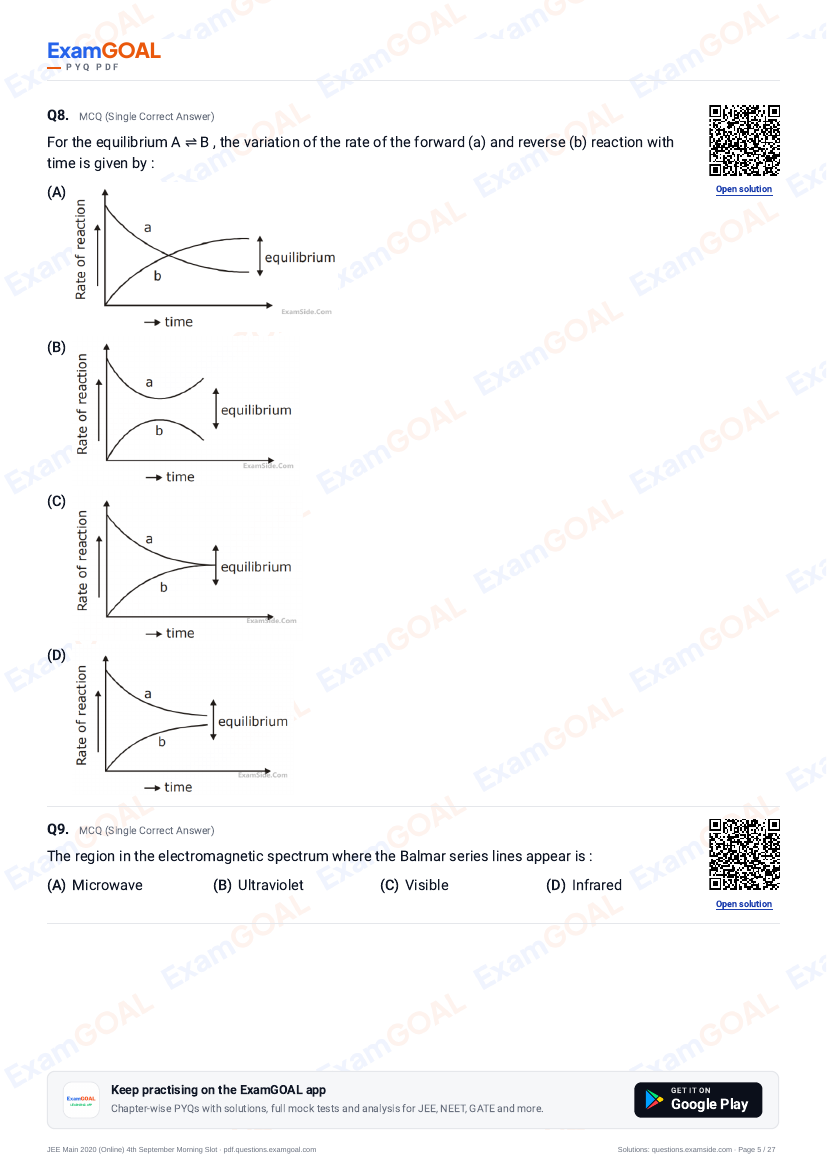 ExamGOAL
PYQ PDF
Q8. MCQ (Single Correct Answer)
For the equilibrium A ⇌ B , the variation of the rate of the forward (a) and reverse (b) reaction with
time is given by :
Open solution
(A)
Rate of reaction
a
b
equilibrium
ExamSide.Com
time
(B)
Rate of reaction
a
b
equilibrium
ExamSide.Com
time
(C)
Rate of reaction
a
b
equilibrium
ExamSide.Com
time
(D)
Rate of reaction
a
b
equilibrium
ExamSide.Com
time
Q9. MCQ (Single Correct Answer)
The region in the electromagnetic spectrum where the Balmar series lines appear is :
(A) Microwave (B) Ultraviolet (C) Visible (D) Infrared
Open solution
ExamGOAL
Keep practising on the ExamGOAL app
Chapter-wise PYQs with solutions, full mock tests and analysis for JEE, NEET, GATE and more.
GET IT ON
Google Play
JEE Main 2020 (Online) 4th September Morning Slot · pdf.questions.examgoal.com
Solutions: questions.examside.com · Page 5 / 27